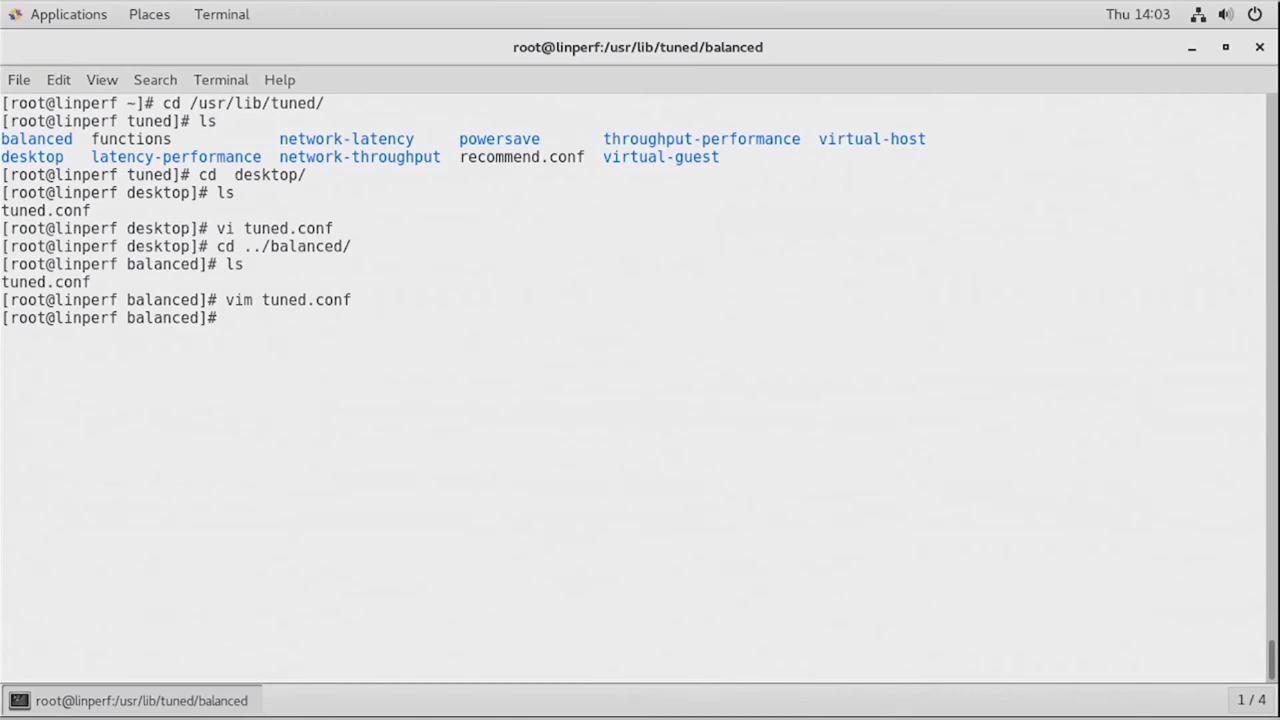 Applications Places Terminal Thu 14:03
root@linperf:/usr/lib/tuned/balanced
File Edit View Search Terminal Help
[root@linperf ~]# cd /usr/lib/tuned/
[root@linperf tuned]# ls
balanced functions network-latency powersave throughput-performance virtual-host
desktop latency-performance network-throughput recommend.conf virtual-guest
[root@linperf tuned]# cd  desktop/
[root@linperf desktop]# ls
tuned.conf
[root@linperf desktop]# vi tuned.conf
[root@linperf desktop]# cd ../balanced/
[root@linperf balanced]# ls
tuned.conf
[root@linperf balanced]# vim tuned.conf
[root@linperf balanced]#
root@linperf:/usr/lib/tuned/balanced 1 / 4